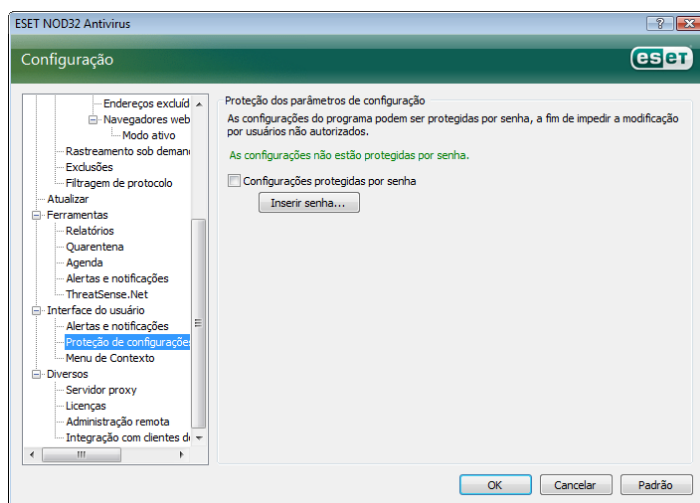 ESET NOD32 Antivirus
Configuração
eseT
Endereços excluíd
Navegadores web
Modo ativo
Rastreamento sob deman
Exclusões
Filtragem de protocolo
Atualizar
Ferramentas
Relatórios
Quarentena
Agenda
Alertas e notificações
ThreatSense.Net
Interface do usuário
Alertas e notificações
Proteção de configurações
Menu de Contexto
Diversos
Servidor proxy
Licenças
Administração remota
Integração com clientes d
Proteção dos parâmetros de configuração
As configurações do programa podem ser protegidas por senha, a fim de impedir a modificação
por usuários não autorizados.
As configurações não estão protegidas por senha.
Configurações protegidas por senha
Inserir senha...
OK
Cancelar
Padrão